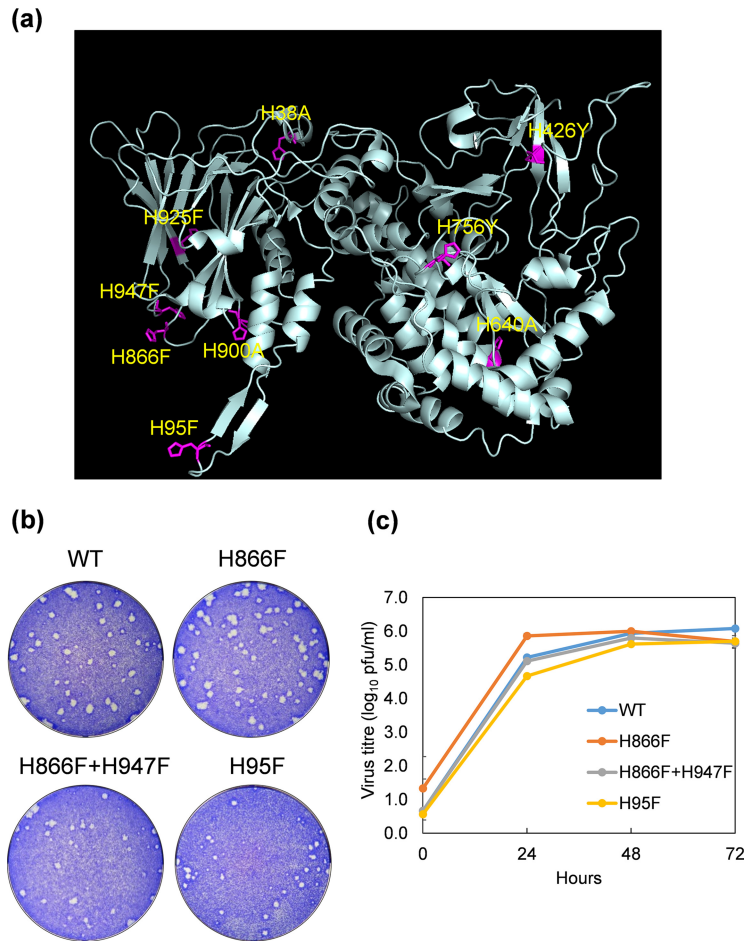 (a)
H38A
H426Y
H925F
H756Y
H947F
H866F
H900A
H640A
H95F
(b)
(c)
WT
H866F
H866F+H947F
H95F
Virus titre (log10 pfu/ml)
7.0
6.0
5.0
4.0
3.0
2.0
1.0
0.0
WT
H866F
H866F+H947F
H95F
0
24
48
72
Hours